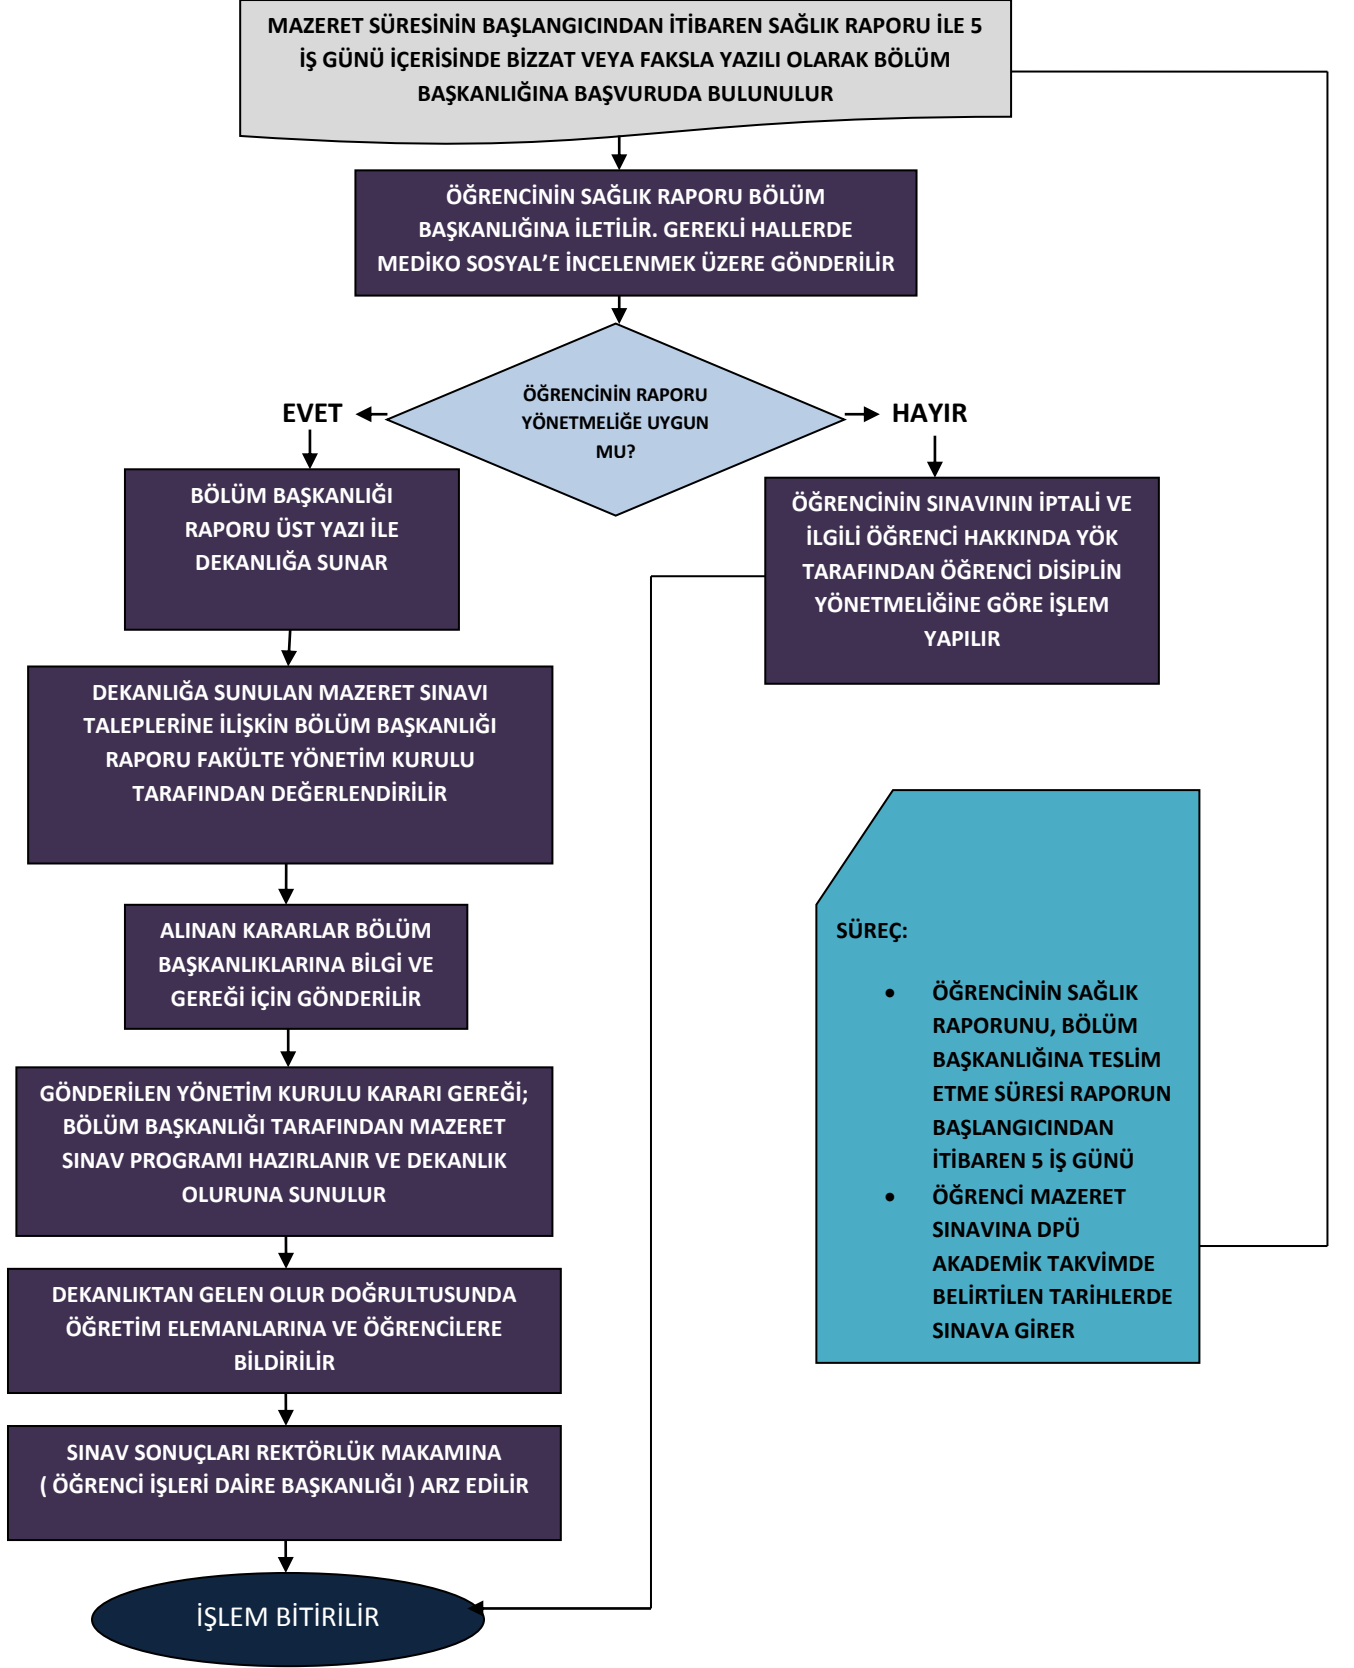 MAZERET SÜRESİNİN BAŞLANGICINDAN İTİBAREN SAĞLIK RAPORU İLE 5
İŞ GÜNÜ İÇERİSİNDE BİZZAT VEYA FAKSLA YAZILI OLARAK BÖLÜM
BAŞKANLIĞINA BAŞVURUDA BULUNULUR
ÖĞRENCİNİN SAĞLIK RAPORU BÖLÜM
BAŞKANLIĞINA İLETİLİR. GEREKLİ HALLERDE
MEDİKO SOSYAL’E İNCELENMEK ÜZERE GÖNDERİLİR
ÖĞRENCİNİN RAPORU
YÖNETMELİĞE UYGUN
MU?
EVET
HAYIR
BÖLÜM BAŞKANLIĞI
RAPORU ÜST YAZI İLE
DEKANLIĞA SUNAR
ÖĞRENCİNİN SINAVININ İPTALİ VE
İLGİLİ ÖĞRENCİ HAKKINDA YÖK
TARAFINDAN ÖĞRENCİ DİSİPLİN
YÖNETMELİĞİNE GÖRE İŞLEM
YAPILIR
DEKANLIĞA SUNULAN MAZERET SINAVI
TALEPLERİNE İLİŞKİN BÖLÜM BAŞKANLIĞI
RAPORU FAKÜLTE YÖNETİM KURULU
TARAFINDAN DEĞERLENDİRİLİR
ALINAN KARARLAR BÖLÜM
BAŞKANLIKLARINA BİLGİ VE
GEREĞİ İÇİN GÖNDERİLİR
GÖNDERİLEN YÖNETİM KURULU KARARI GEREĞİ;
BÖLÜM BAŞKANLIĞI TARAFINDAN MAZERET
SINAV PROGRAMI HAZIRLANIR VE DEKANLIK
OLURUNA SUNULUR
DEKANLIKTAN GELEN OLUR DOĞRULTUSUNDA
ÖĞRETİM ELEMANLARINA VE ÖĞRENCİLERE
BİLDİRİLİR
SINAV SONUÇLARI REKTÖRLÜK MAKAMINA
( ÖĞRENCİ İŞLERİ DAİRE BAŞKANLIĞI ) ARZ EDİLİR
İŞLEM BİTİRİLİR
SÜREÇ:
• ÖĞRENCİNİN SAĞLIK
RAPORUNU, BÖLÜM
BAŞKANLIĞINA TESLİM
ETME SÜRESİ RAPORUN
BAŞLANGICINDAN
İTİBAREN 5 İŞ GÜNÜ
• ÖĞRENCİ MAZERET
SINAVINA DPÜ
AKADEMİK TAKVİMDE
BELİRTİLEN TARİHLERDE
SINAVA GİRER